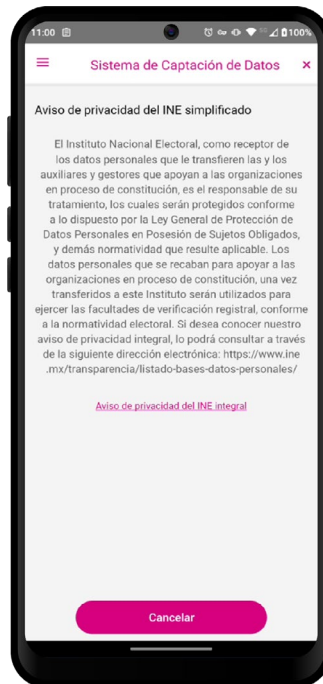 11:00
100%
Sistema de Captación de Datos ×
Aviso de privacidad del INE simplificado
El Instituto Nacional Electoral, como receptor de
los datos personales que le transfieren las y los
auxiliares y gestores que apoyan a las organizaciones
en proceso de constitución, es el responsable de su
tratamiento, los cuales serán protegidos conforme
a lo dispuesto por la Ley General de Protección de
Datos Personales en Posesión de Sujetos Obligados,
y demás normatividad que resulte aplicable. Los
datos personales que se recaban para apoyar a las
organizaciones en proceso de constitución, una vez
transferidos a este Instituto serán utilizados para
ejercer las facultades de verificación registral, conforme
a la normatividad electoral. Si desea conocer nuestro
aviso de privacidad integral, lo podrá consultar a través
de la siguiente dirección electrónica: https://www.ine
.mx/transparencia/listado-bases-datos-personales/
Aviso de privacidad del INE integral
Cancelar